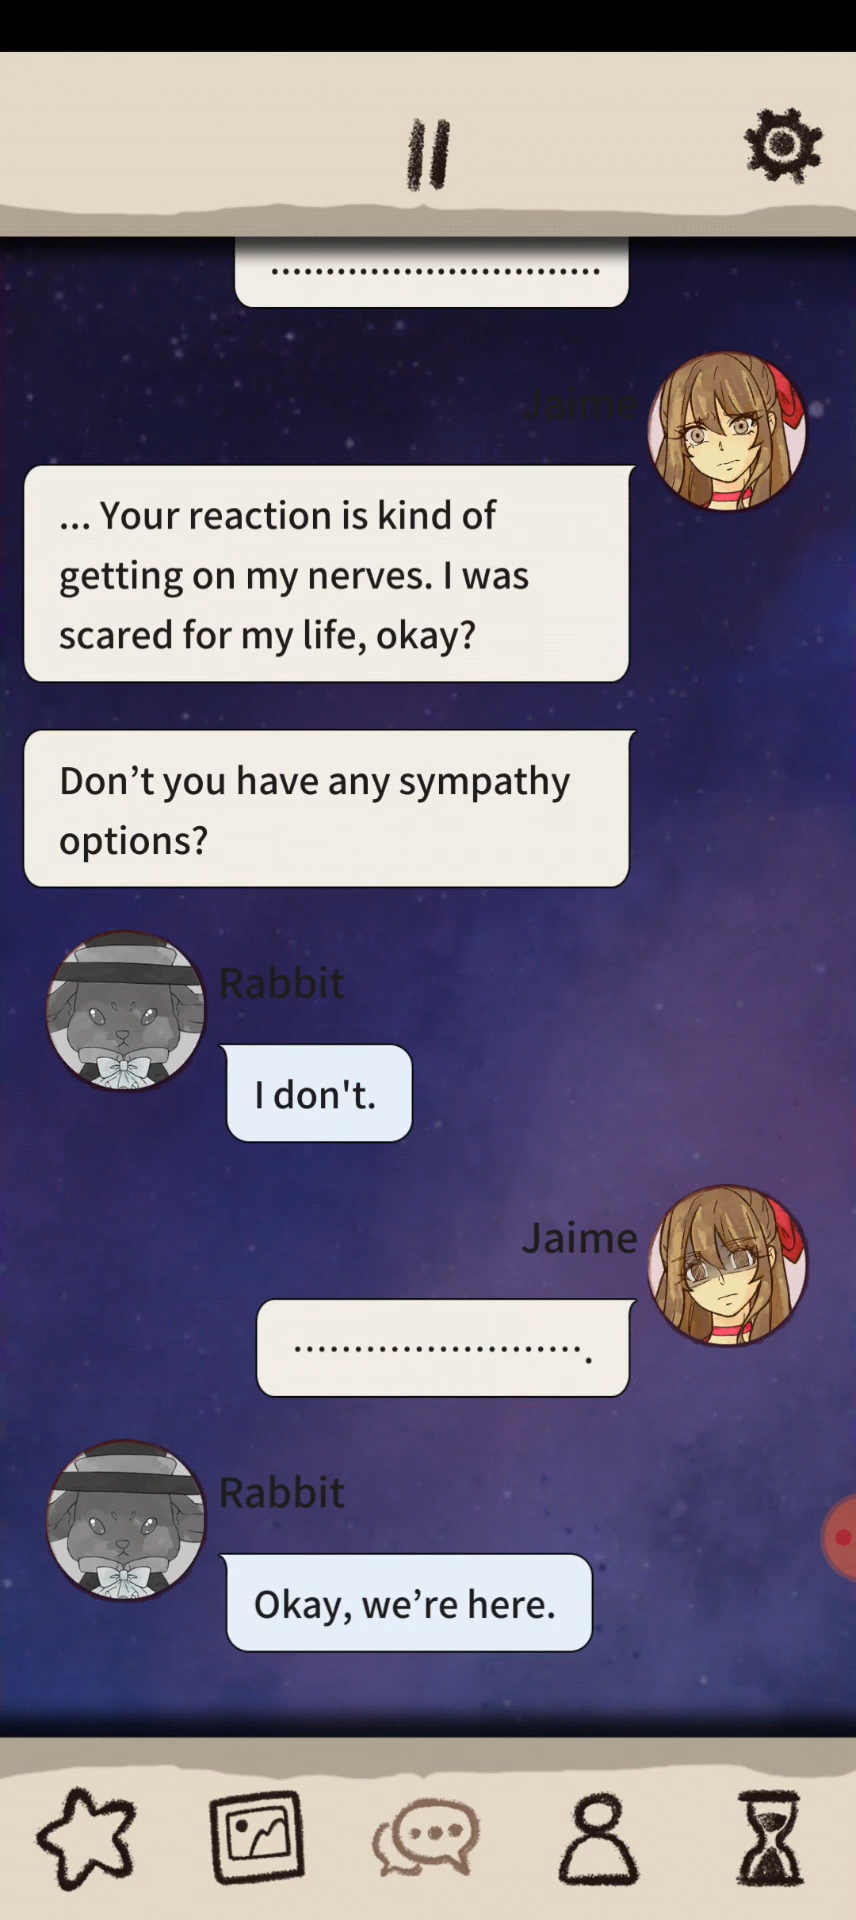 ..............................
Jaime
... Your reaction is kind of
getting on my nerves. I was
scared for my life, okay?
Don’t you have any sympathy
options?
Rabbit
I don't.
Jaime
.........................
Rabbit
Okay, we’re here.